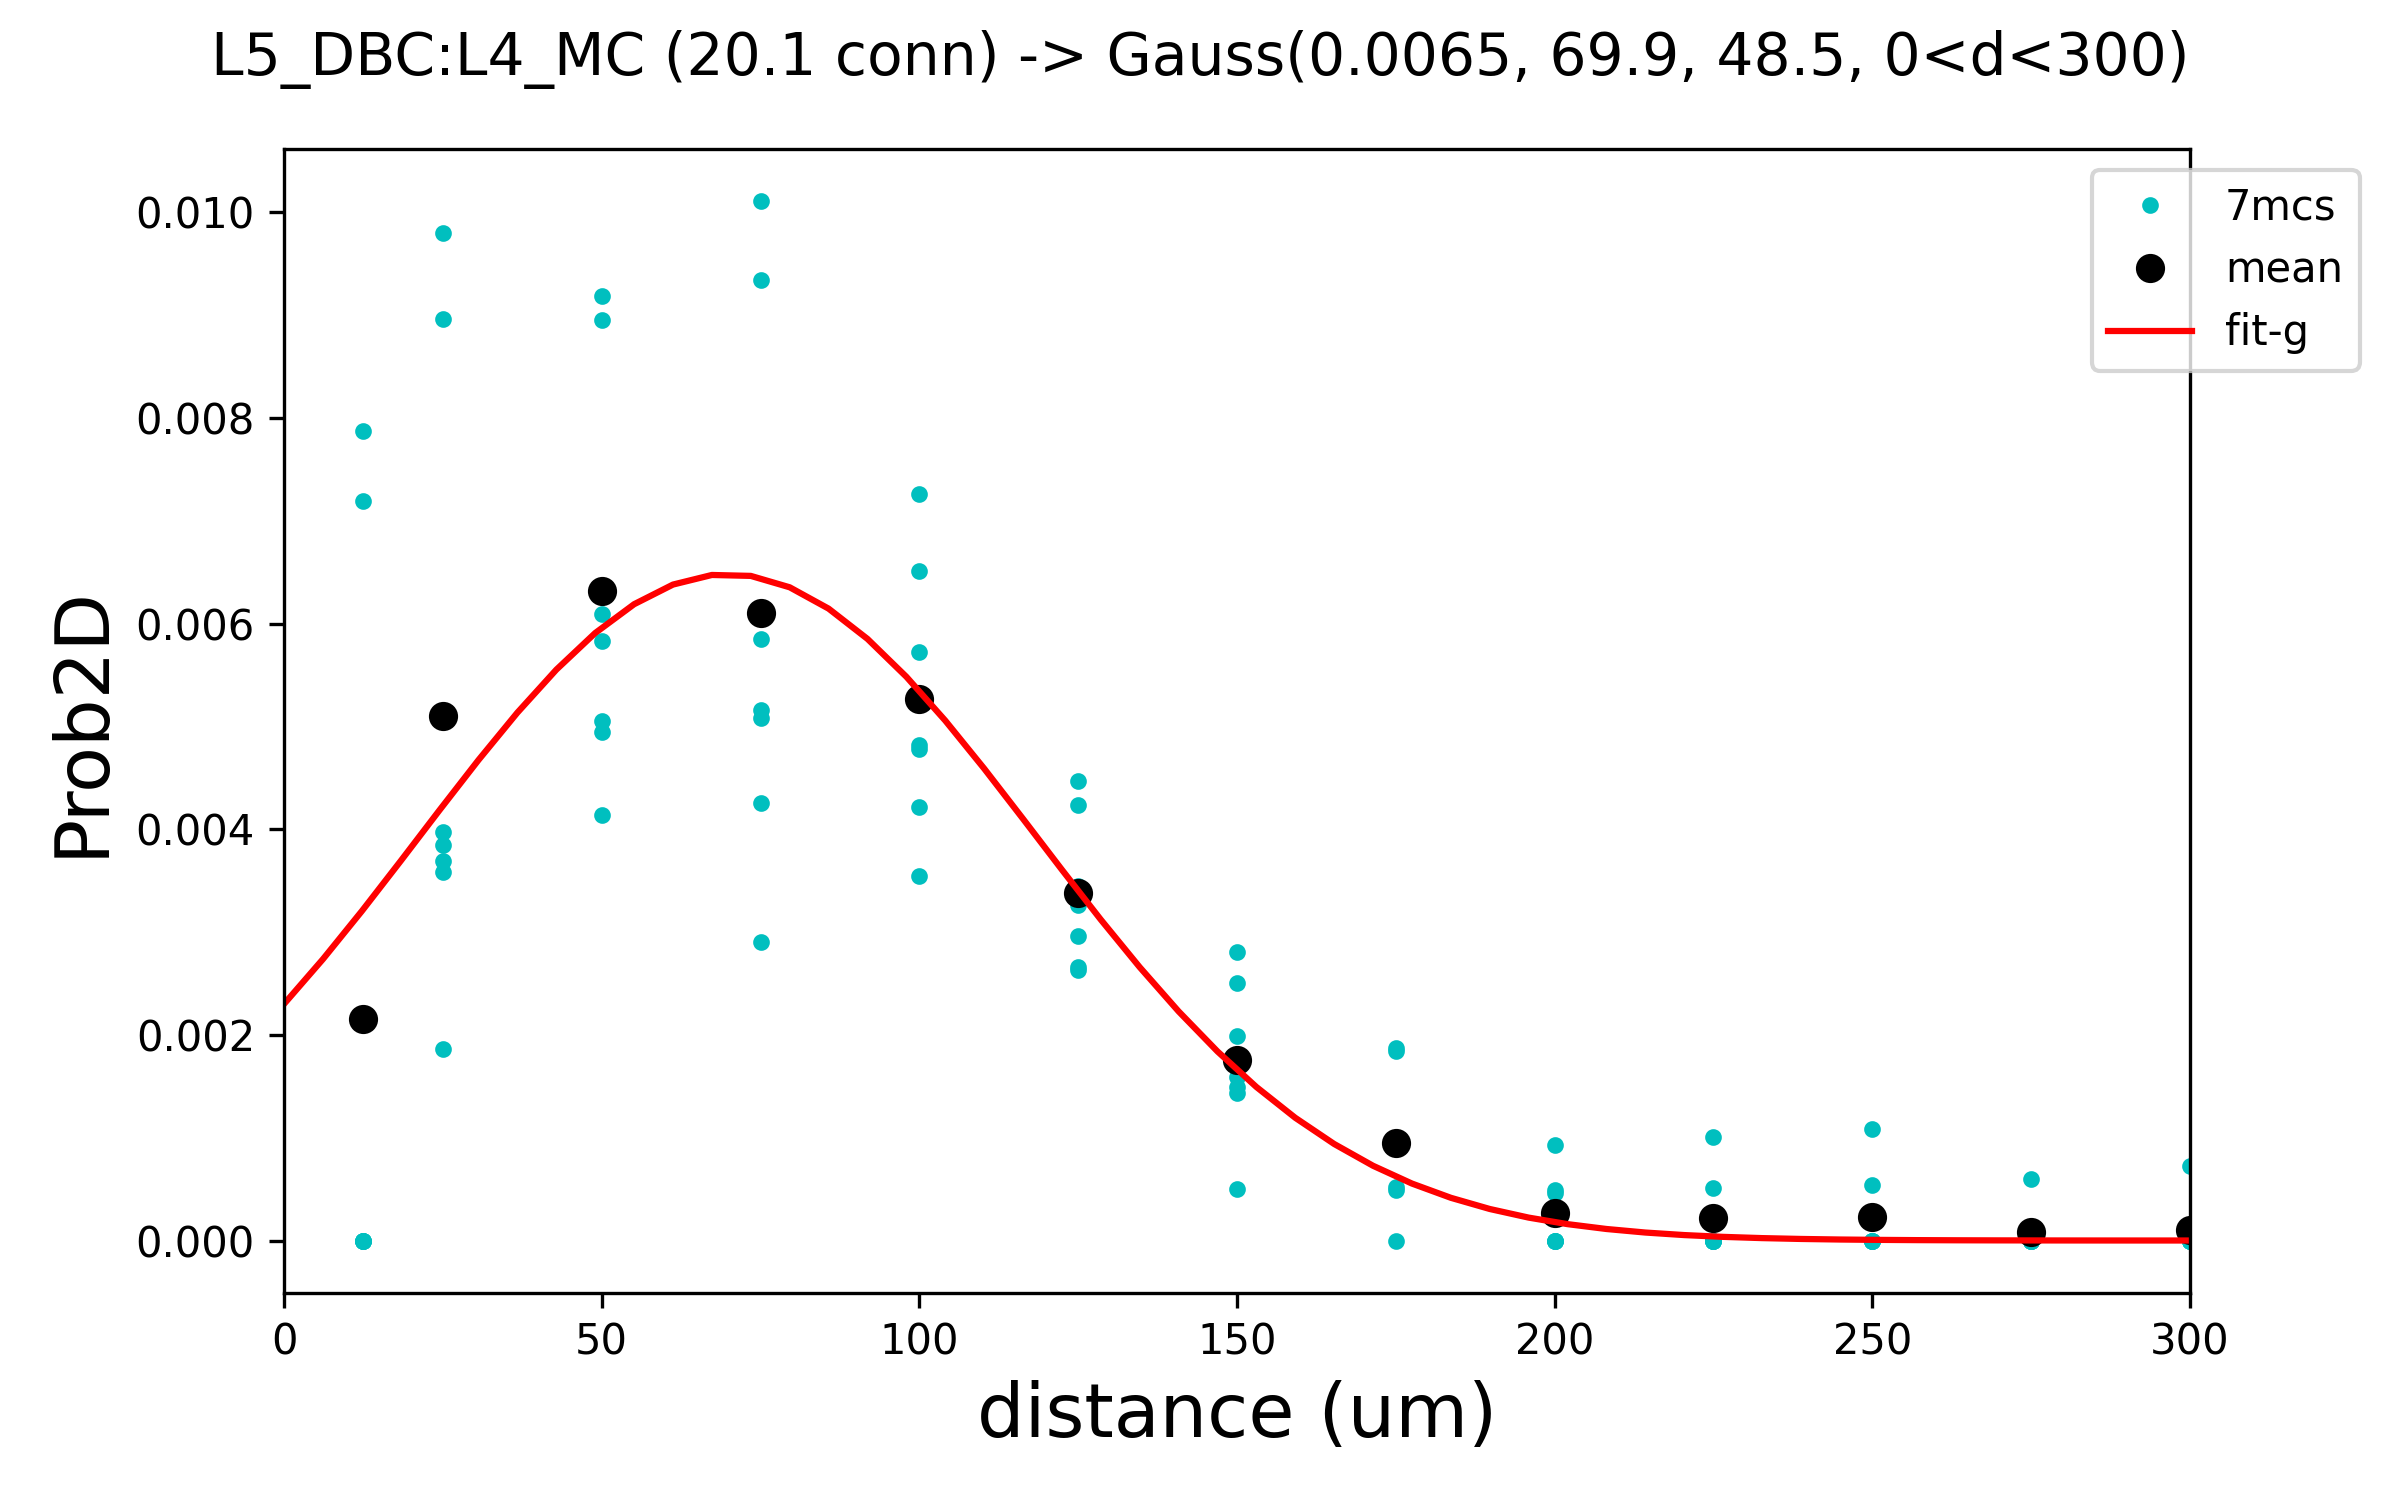 L5_DBC:L4_MC (20.1 conn) -> Gauss(0.0065, 69.9, 48.5, 0<d<300)
7mcs
mean
fit-g
0.010
0.008
0.006
0.004
0.002
0.000
Prob2D
0 50 100 150 200 250 300
distance (um)